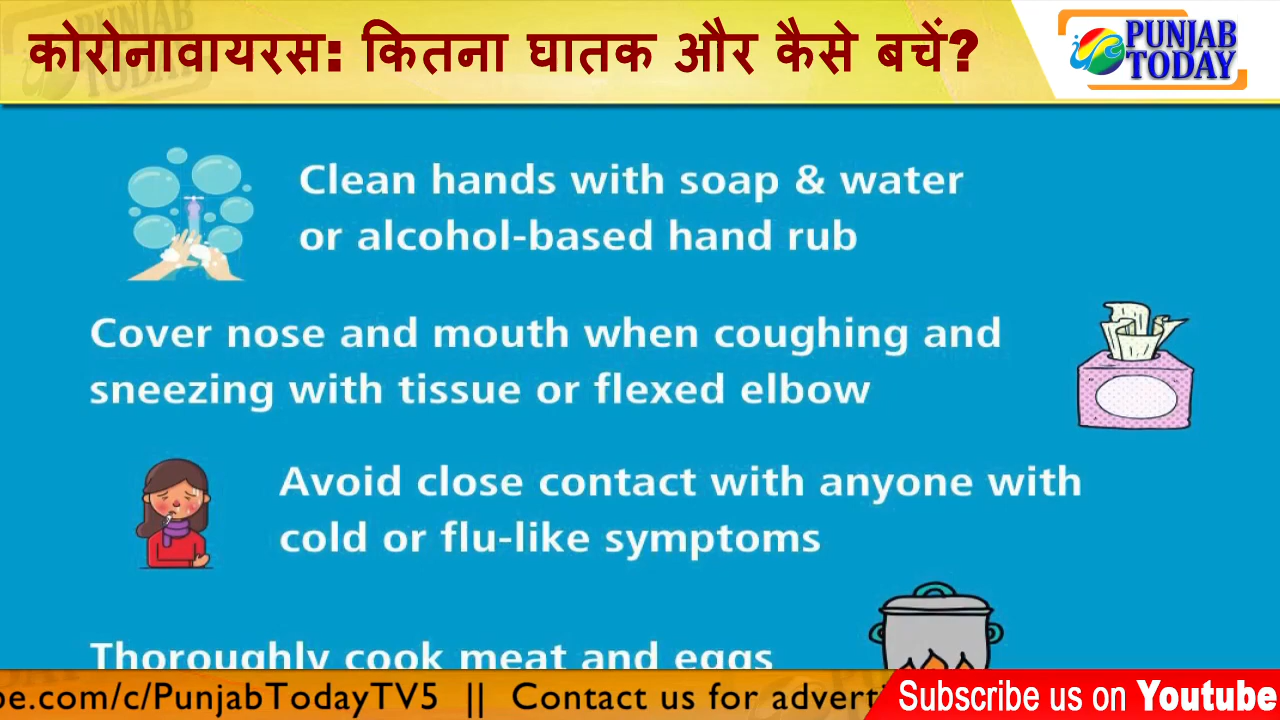 कोरोनावायरस: कितना घातक और कैसे बचें?
PUNJAB
TODAY
Clean hands with soap & water
or alcohol-based hand rub
Cover nose and mouth when coughing and
sneezing with tissue or flexed elbow
Avoid close contact with anyone with
cold or flu-like symptoms
Thoroughly cook meat and eggs
be.com/c/PunjabTodayTV5 || Contact us for adverti
Subscribe us on Youtube